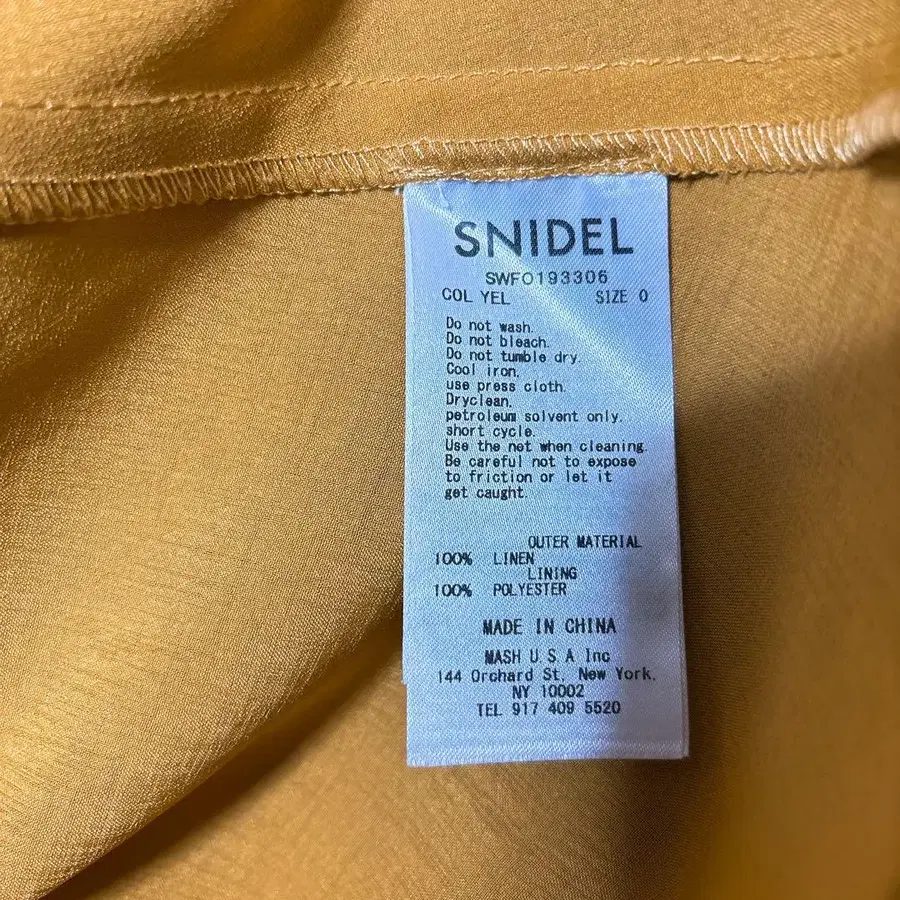 SNIDEL
SWFO193306
COL YEL SIZE 0
Do not wash.
Do not bleach.
Do not tumble dry.
Cool iron,
use press cloth.
Dryclean,
petroleum solvent only.
short cycle.
Use the net when cleaning.
Be careful not to expose
to friction or let it
get caught.
OUTER MATERIAL
100% LINEN
LINING
100% POLYESTER
MADE IN CHINA
MASH U.S.A Inc
144 Orchard St, New York,
NY 10002
TEL 917 409 5520